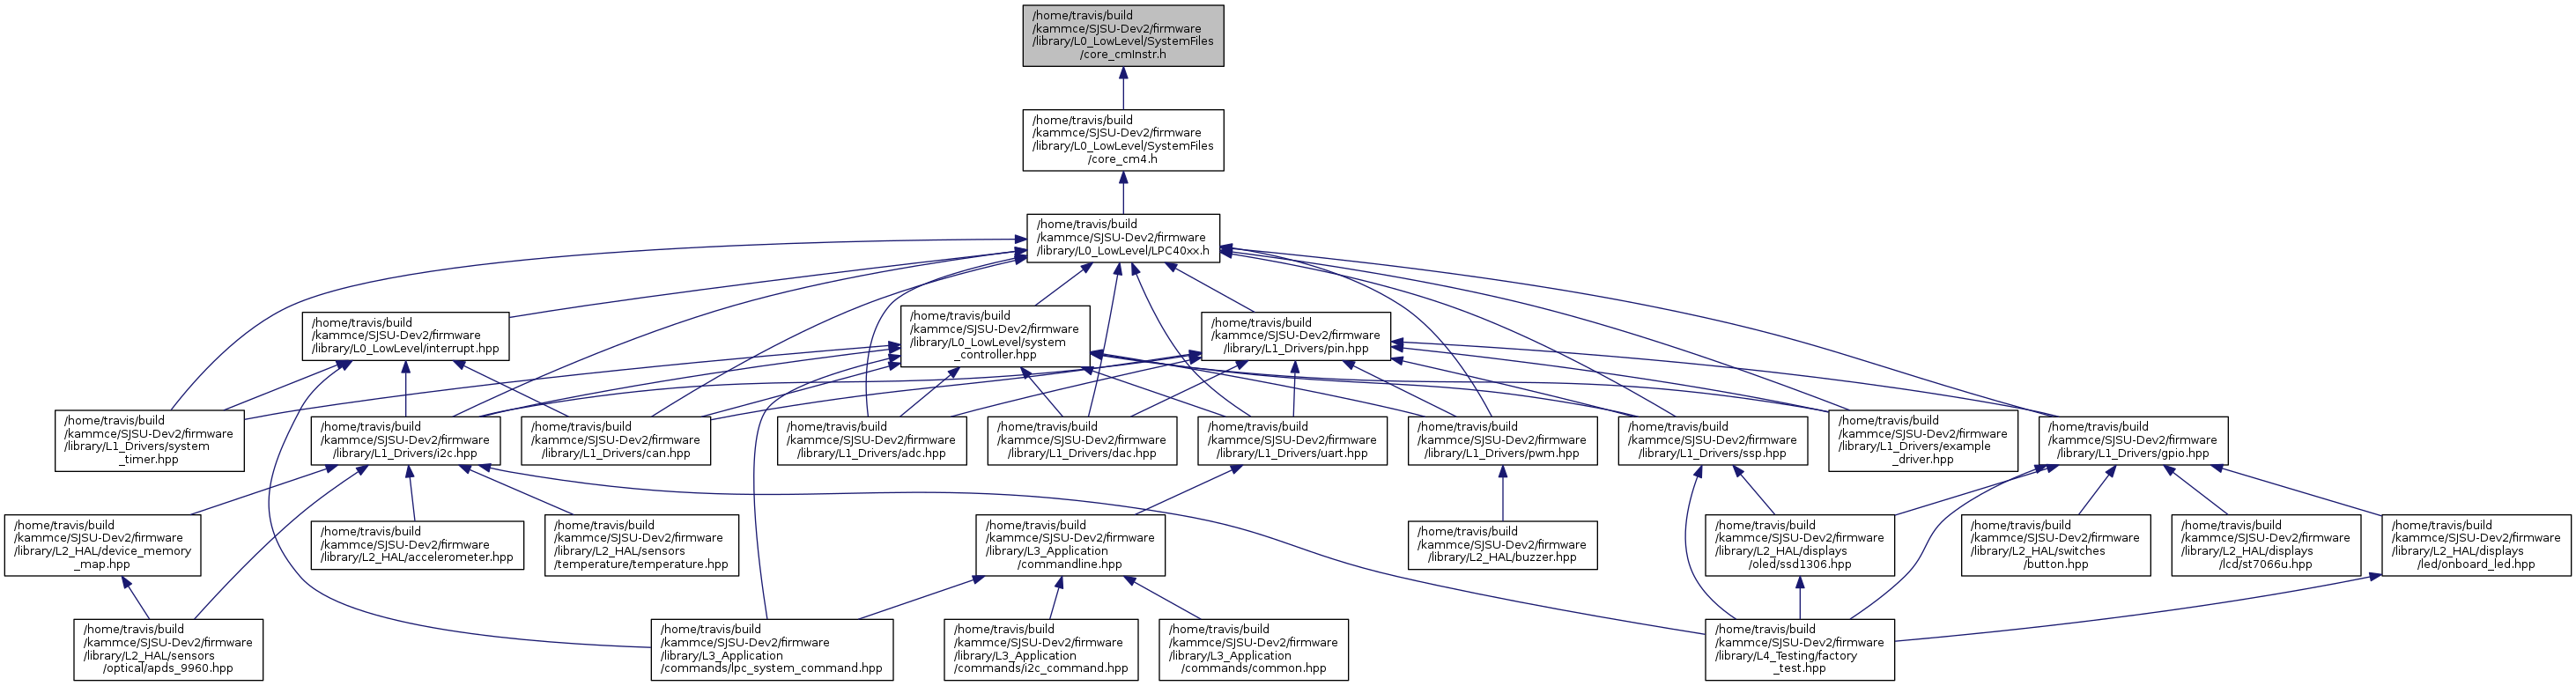 /home/travis/build
/kammce/SJSU-Dev2/firmware
/library/L0_LowLevel/SystemFiles
/core_cmInstr.h
/home/travis/build
/kammce/SJSU-Dev2/firmware
/library/L0_LowLevel/SystemFiles
/core_cm4.h
/home/travis/build
/kammce/SJSU-Dev2/firmware
/library/L0_LowLevel/LPC40xx.h
/home/travis/build
/kammce/SJSU-Dev2/firmware
/library/L0_LowLevel/interrupt.hpp
/home/travis/build
/kammce/SJSU-Dev2/firmware
/library/L0_LowLevel/system
_controller.hpp
/home/travis/build
/kammce/SJSU-Dev2/firmware
/library/L1_Drivers/pin.hpp
/home/travis/build
/kammce/SJSU-Dev2/firmware
/library/L1_Drivers/system
_timer.hpp
/home/travis/build
/kammce/SJSU-Dev2/firmware
/library/L1_Drivers/i2c.hpp
/home/travis/build
/kammce/SJSU-Dev2/firmware
/library/L1_Drivers/can.hpp
/home/travis/build
/kammce/SJSU-Dev2/firmware
/library/L1_Drivers/adc.hpp
/home/travis/build
/kammce/SJSU-Dev2/firmware
/library/L1_Drivers/dac.hpp
/home/travis/build
/kammce/SJSU-Dev2/firmware
/library/L1_Drivers/uart.hpp
/home/travis/build
/kammce/SJSU-Dev2/firmware
/library/L1_Drivers/pwm.hpp
/home/travis/build
/kammce/SJSU-Dev2/firmware
/library/L1_Drivers/ssp.hpp
/home/travis/build
/kammce/SJSU-Dev2/firmware
/library/L1_Drivers/example
_driver.hpp
/home/travis/build
/kammce/SJSU-Dev2/firmware
/library/L1_Drivers/gpio.hpp
/home/travis/build
/kammce/SJSU-Dev2/firmware
/library/L2_HAL/device_memory
_map.hpp
/home/travis/build
/kammce/SJSU-Dev2/firmware
/library/L2_HAL/accelerometer.hpp
/home/travis/build
/kammce/SJSU-Dev2/firmware
/library/L2_HAL/sensors
/temperature/temperature.hpp
/home/travis/build
/kammce/SJSU-Dev2/firmware
/library/L3_Application
/commandline.hpp
/home/travis/build
/kammce/SJSU-Dev2/firmware
/library/L2_HAL/buzzer.hpp
/home/travis/build
/kammce/SJSU-Dev2/firmware
/library/L2_HAL/displays
/oled/ssd1306.hpp
/home/travis/build
/kammce/SJSU-Dev2/firmware
/library/L2_HAL/switches
/button.hpp
/home/travis/build
/kammce/SJSU-Dev2/firmware
/library/L2_HAL/displays
/lcd/st7066u.hpp
/home/travis/build
/kammce/SJSU-Dev2/firmware
/library/L2_HAL/displays
/led/onboard_led.hpp
/home/travis/build
/kammce/SJSU-Dev2/firmware
/library/L2_HAL/sensors
/optical/apds_9960.hpp
/home/travis/build
/kammce/SJSU-Dev2/firmware
/library/L3_Application
/commands/lpc_system_command.hpp
/home/travis/build
/kammce/SJSU-Dev2/firmware
/library/L3_Application
/commands/i2c_command.hpp
/home/travis/build
/kammce/SJSU-Dev2/firmware
/library/L3_Application
/commands/common.hpp
/home/travis/build
/kammce/SJSU-Dev2/firmware
/library/L4_Testing/factory
_test.hpp